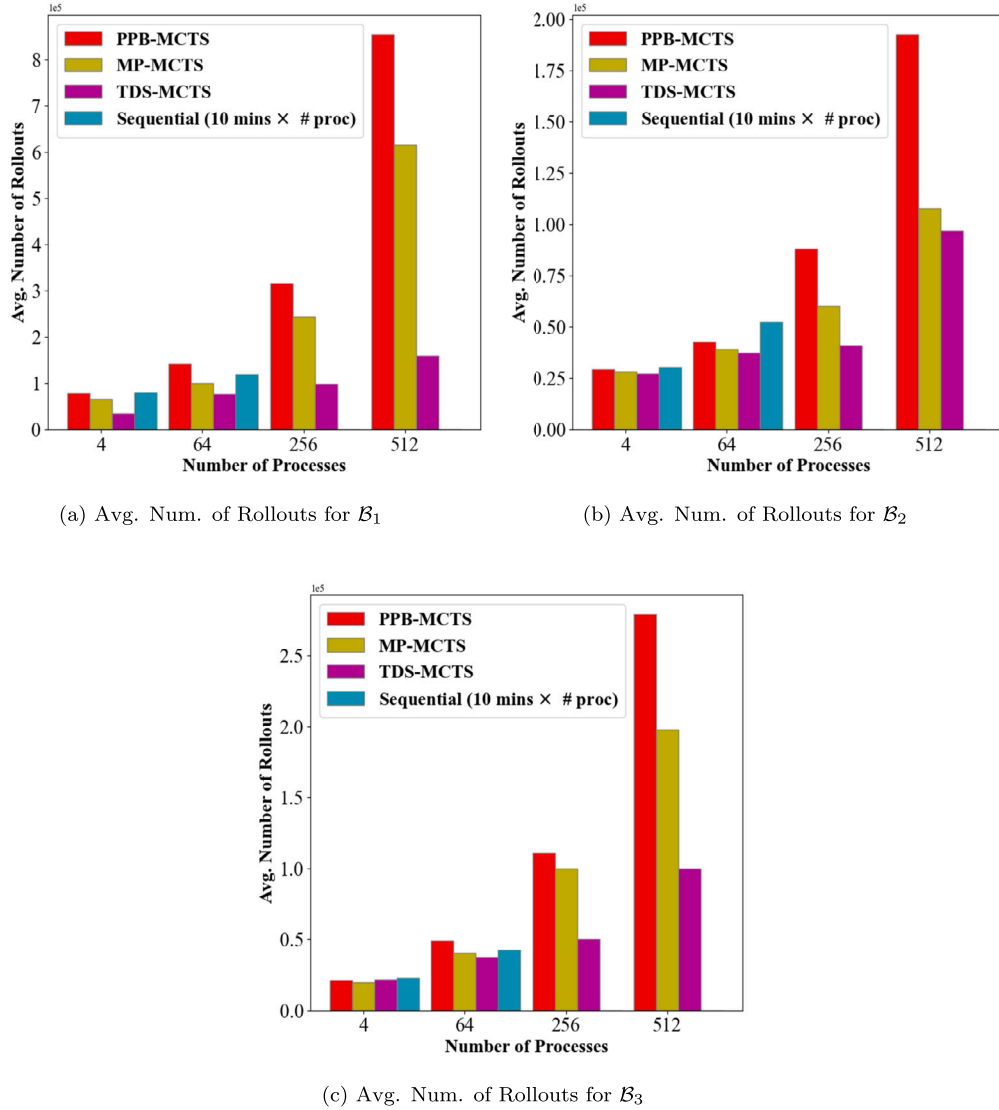 1e5
PPB-MCTS
MP-MCTS
TDS-MCTS
Sequential (10 mins × # proc)
8
7
6
5
4
3
2
1
0
Avg. Number of Rollouts
4 64 256 512
Number of Processes
(a) Avg. Num. of Rollouts for ℬ₁
1e5
PPB-MCTS
MP-MCTS
TDS-MCTS
Sequential (10 mins × # proc)
2.00
1.75
1.50
1.25
1.00
0.75
0.50
0.25
0.00
Avg. Number of Rollouts
4 64 256 512
Number of Processes
(b) Avg. Num. of Rollouts for ℬ₂
1e5
PPB-MCTS
MP-MCTS
TDS-MCTS
Sequential (10 mins × # proc)
2.5
2.0
1.5
1.0
0.5
0.0
Avg. Number of Rollouts
4 64 256 512
Number of Processes
(c) Avg. Num. of Rollouts for ℬ₃